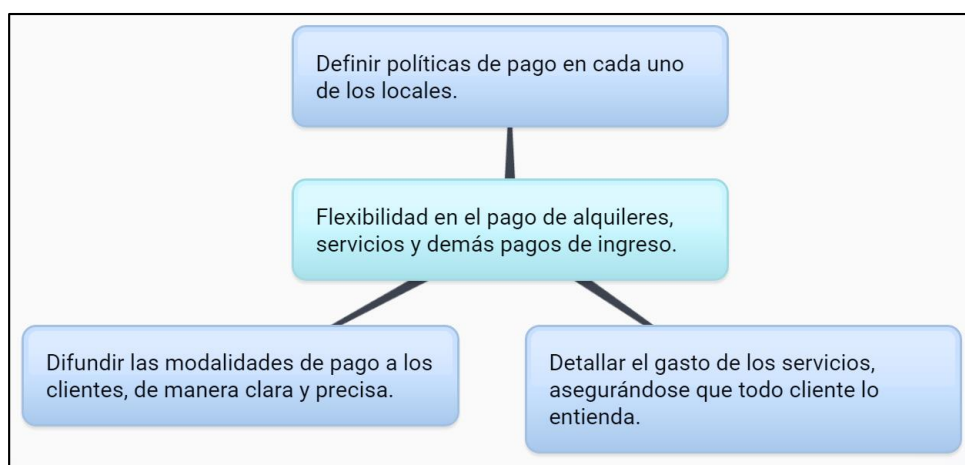 Definir políticas de pago en cada uno
de los locales.
Flexibilidad en el pago de alquileres,
servicios y demás pagos de ingreso.
Difundir las modalidades de pago a los
clientes, de manera clara y precisa.
Detallar el gasto de los servicios,
asegurándose que todo cliente lo
entienda.